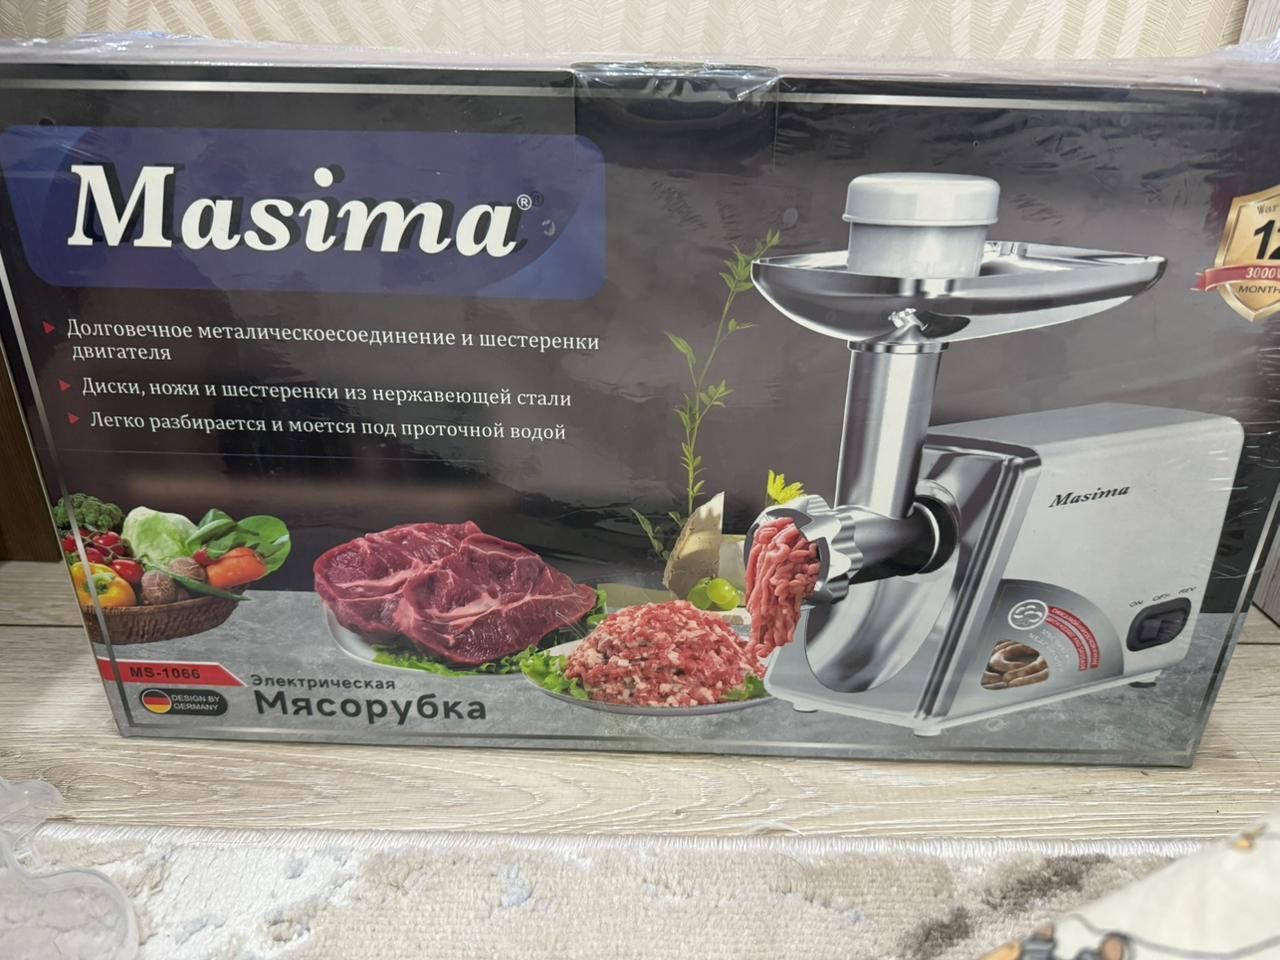 Masima®
Долговечное металическоесоединение и шестеренки
двигателя
Диски, ножи и шестеренки из нержавеющей стали
Легко разбирается и моется под проточной водой
3000
MONTH
Masima
ON OFF REV
MS-1066
DESIGN BY
GERMANY
Электрическая
Мясорубка